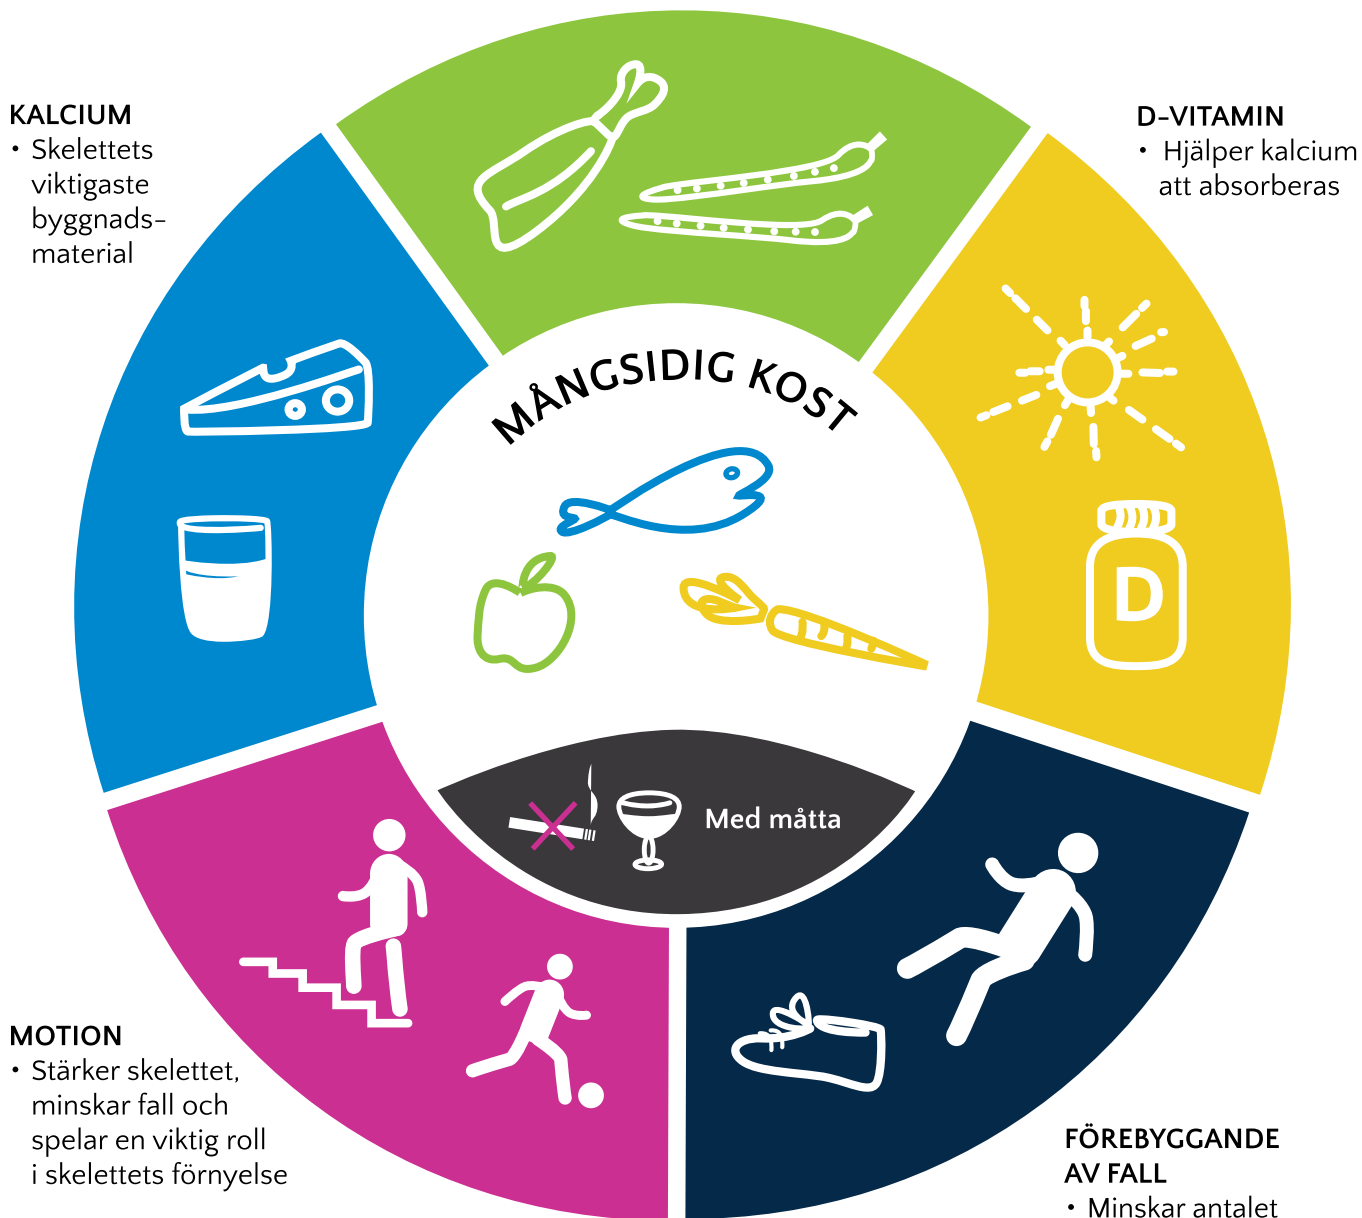 KALCIUM
• Skelettets
viktigaste
byggnads-
material
D-VITAMIN
• Hjälper kalcium
att absorberas
MÅNGSIDIG KOST
D
Med måtta
MOTION
• Stärker skelettet,
minskar fall och
spelar en viktig roll
i skelettets förnyelse
FÖREBYGGANDE
AV FALL
• Minskar antalet